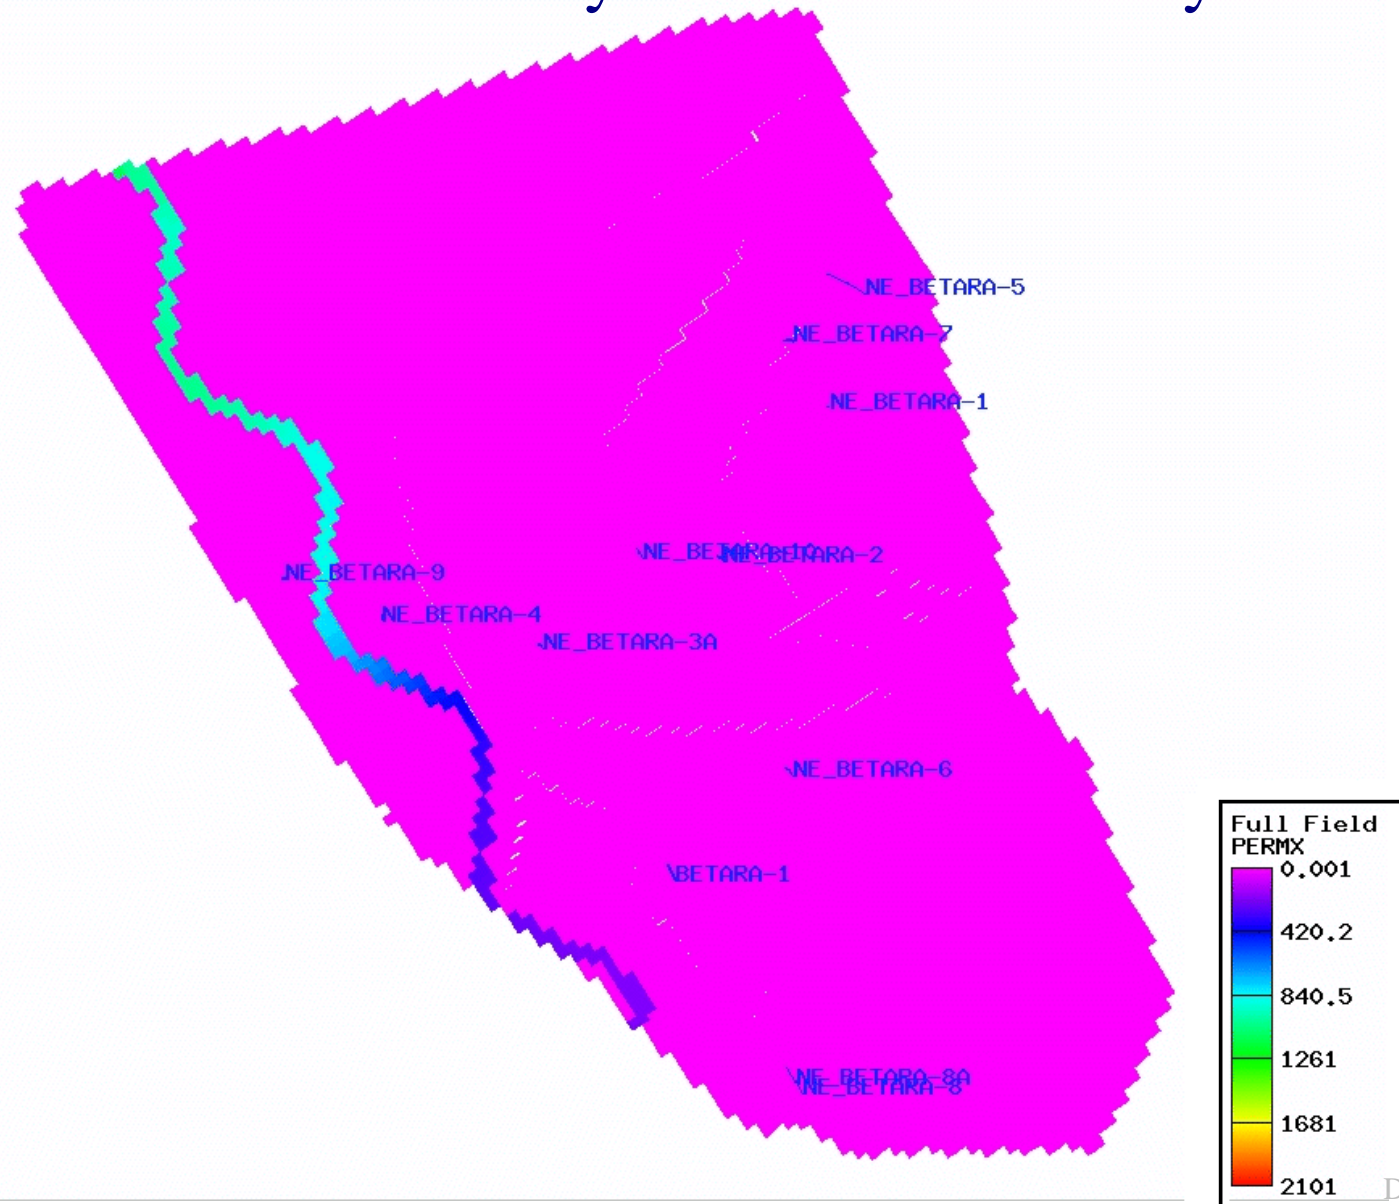 NE_BETARA-5
NE_BETARA-7
NE_BETARA-1
NE_BETARA-2
NE_BETARA-9
NE_BETARA-4
NE_BETARA-3A
NE_BETARA-6
BETARA-1
NE_BETARA-8A
NE_BETARA-8
Full Field
PERMX
0.001
420.2
840.5
1261
1681
2101